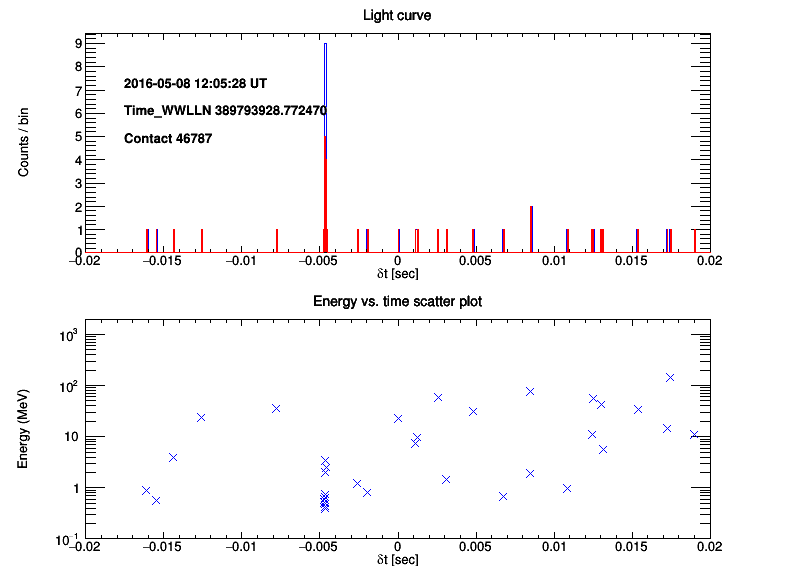 Light curve
Counts / bin
9
8
7
6
5
4
3
2
1
0
2016-05-08 12:05:28 UT
Time_WWLLN 389793928.772470
Contact 46787
−0.02 −0.015 −0.01 −0.005 0 0.005 0.01 0.015 0.02
δt [sec]
Energy vs. time scatter plot
Energy (MeV)
10³
10²
10
1
10⁻¹
−0.02 −0.015 −0.01 −0.005 0 0.005 0.01 0.015 0.02
δt [sec]